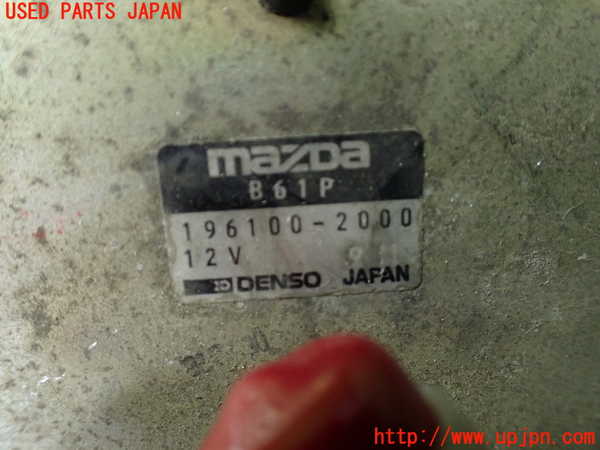 USED PARTS JAPAN
mazda
B61P
196100-2000
12V
DENSO JAPAN
http://www.upjpn.com